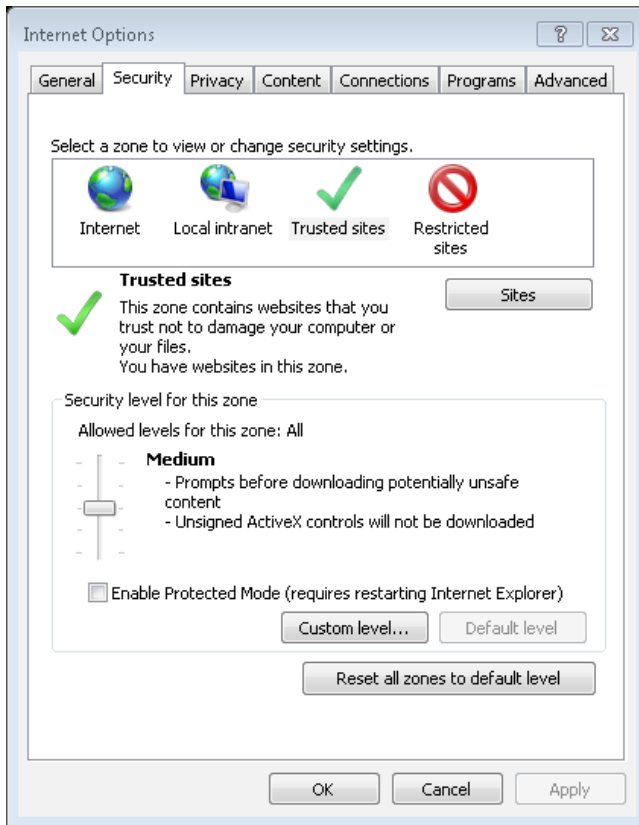 Internet Options
General Security Privacy Content Connections Programs Advanced
Select a zone to view or change security settings.
Internet Local intranet Trusted sites Restricted
sites
Trusted sites
Sites
This zone contains websites that you
trust not to damage your computer or
your files.
You have websites in this zone.
Security level for this zone
Allowed levels for this zone: All
Medium
- Prompts before downloading potentially unsafe
content
- Unsigned ActiveX controls will not be downloaded
Enable Protected Mode (requires restarting Internet Explorer)
Custom level... Default level
Reset all zones to default level
OK Cancel Apply